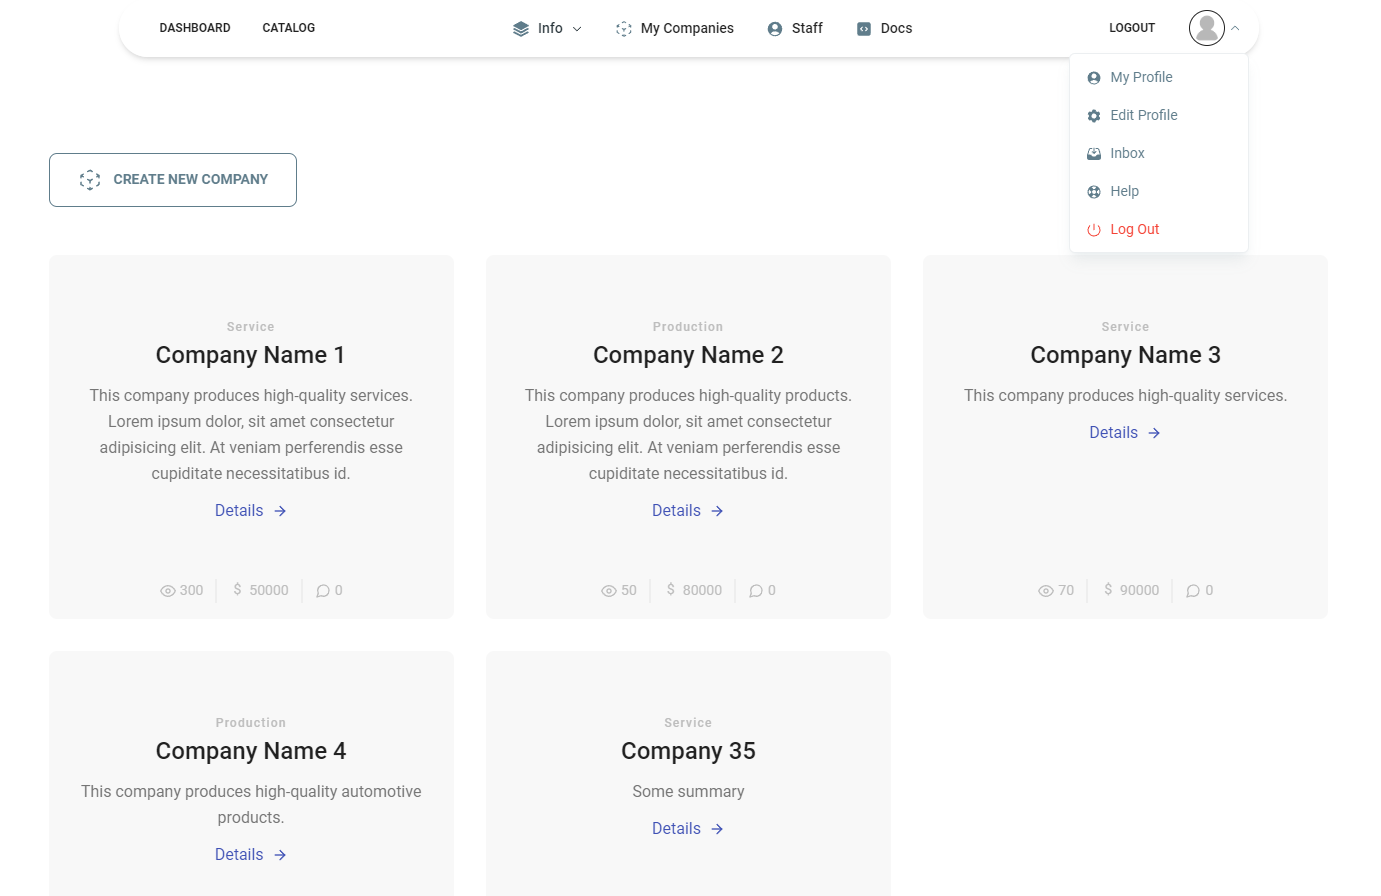 DASHBOARD CATALOG Info My Companies Staff Docs LOGOUT
My Profile
Edit Profile
Inbox
Help
Log Out
CREATE NEW COMPANY
Service
Company Name 1
This company produces high-quality services.
Lorem ipsum dolor, sit amet consectetur
adipisicing elit. At veniam perferendis esse
cupiditate necessitatibus id.
Details
300 $ 50000 0
Production
Company Name 2
This company produces high-quality products.
Lorem ipsum dolor, sit amet consectetur
adipisicing elit. At veniam perferendis esse
cupiditate necessitatibus id.
Details
50 $ 80000 0
Service
Company Name 3
This company produces high-quality services.
Details
70 $ 90000 0
Production
Company Name 4
This company produces high-quality automotive
products.
Details
Service
Company 35
Some summary
Details